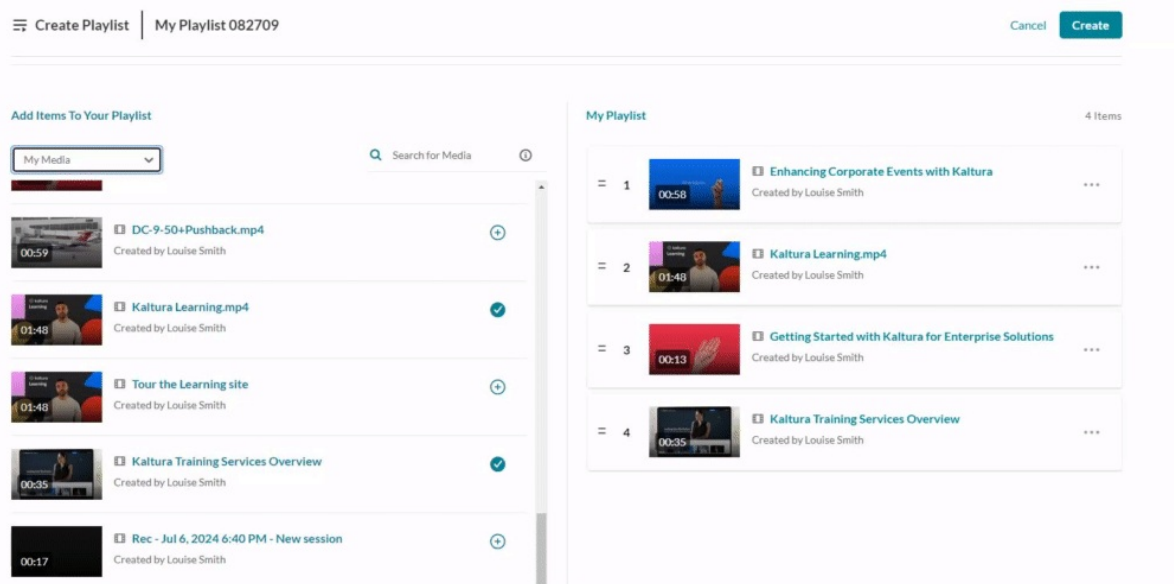 Create Playlist
My Playlist 082709
Cancel
Create
Add Items To Your Playlist
My Media
Search for Media
00:59
DC-9-50+Pushback.mp4
Created by Louise Smith
kaltura
Learning
01:48
Kaltura Learning.mp4
Created by Louise Smith
kaltura
Learning
01:48
Tour the Learning site
Created by Louise Smith
00:35
Kaltura Training Services Overview
Created by Louise Smith
00:17
Rec - Jul 6, 2024 6:40 PM - New session
Created by Louise Smith
My Playlist
4 Items
1
00:58
Enhancing Corporate Events with Kaltura
Created by Louise Smith
2
kaltura
Learning
01:48
Kaltura Learning.mp4
Created by Louise Smith
3
00:13
Getting Started with Kaltura for Enterprise Solutions
Created by Louise Smith
4
00:35
Kaltura Training Services Overview
Created by Louise Smith